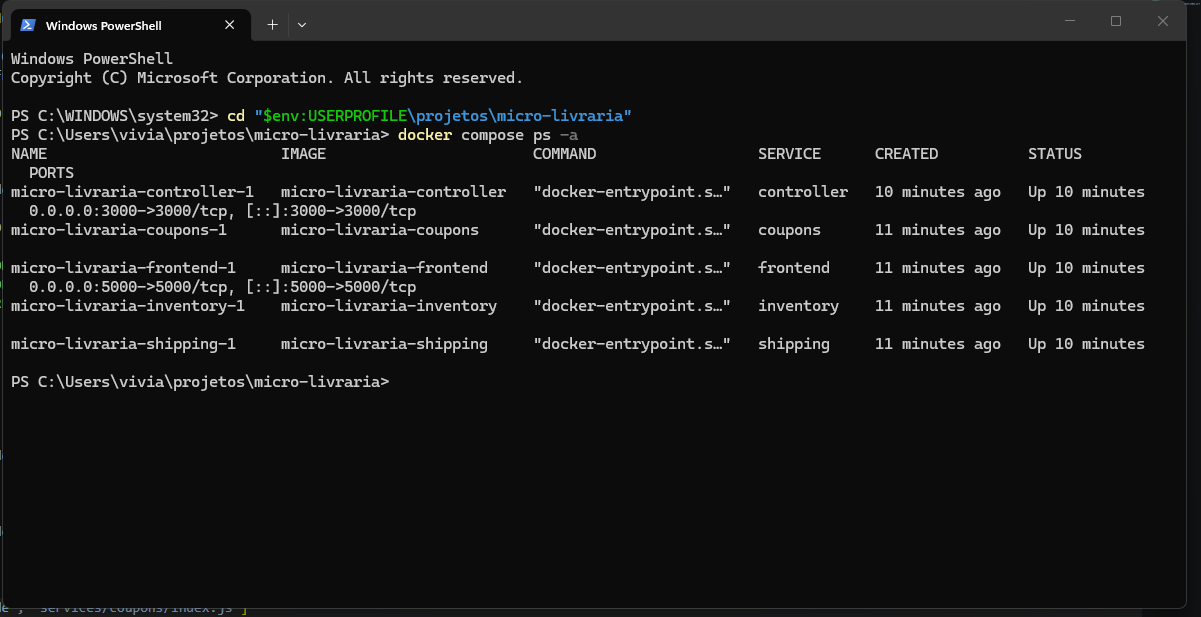 Windows PowerShell
Windows PowerShell
Copyright (C) Microsoft Corporation. All rights reserved.
PS C:\WINDOWS\system32> cd "$env:USERPROFILE\projetos\micro-livraria"
PS C:\Users\vivia\projetos\micro-livraria> docker compose ps -a
NAME IMAGE COMMAND SERVICE CREATED STATUS
PORTS
micro-livraria-controller-1 micro-livraria-controller "docker-entrypoint.s…" controller 10 minutes ago Up 10 minutes
0.0.0.0:3000->3000/tcp, [::]:3000->3000/tcp
micro-livraria-coupons-1 micro-livraria-coupons "docker-entrypoint.s…" coupons 11 minutes ago Up 10 minutes
micro-livraria-frontend-1 micro-livraria-frontend "docker-entrypoint.s…" frontend 11 minutes ago Up 10 minutes
0.0.0.0:5000->5000/tcp, [::]:5000->5000/tcp
micro-livraria-inventory-1 micro-livraria-inventory "docker-entrypoint.s…" inventory 11 minutes ago Up 10 minutes
micro-livraria-shipping-1 micro-livraria-shipping "docker-entrypoint.s…" shipping 11 minutes ago Up 10 minutes
PS C:\Users\vivia\projetos\micro-livraria>
services/coupons/index.js"]